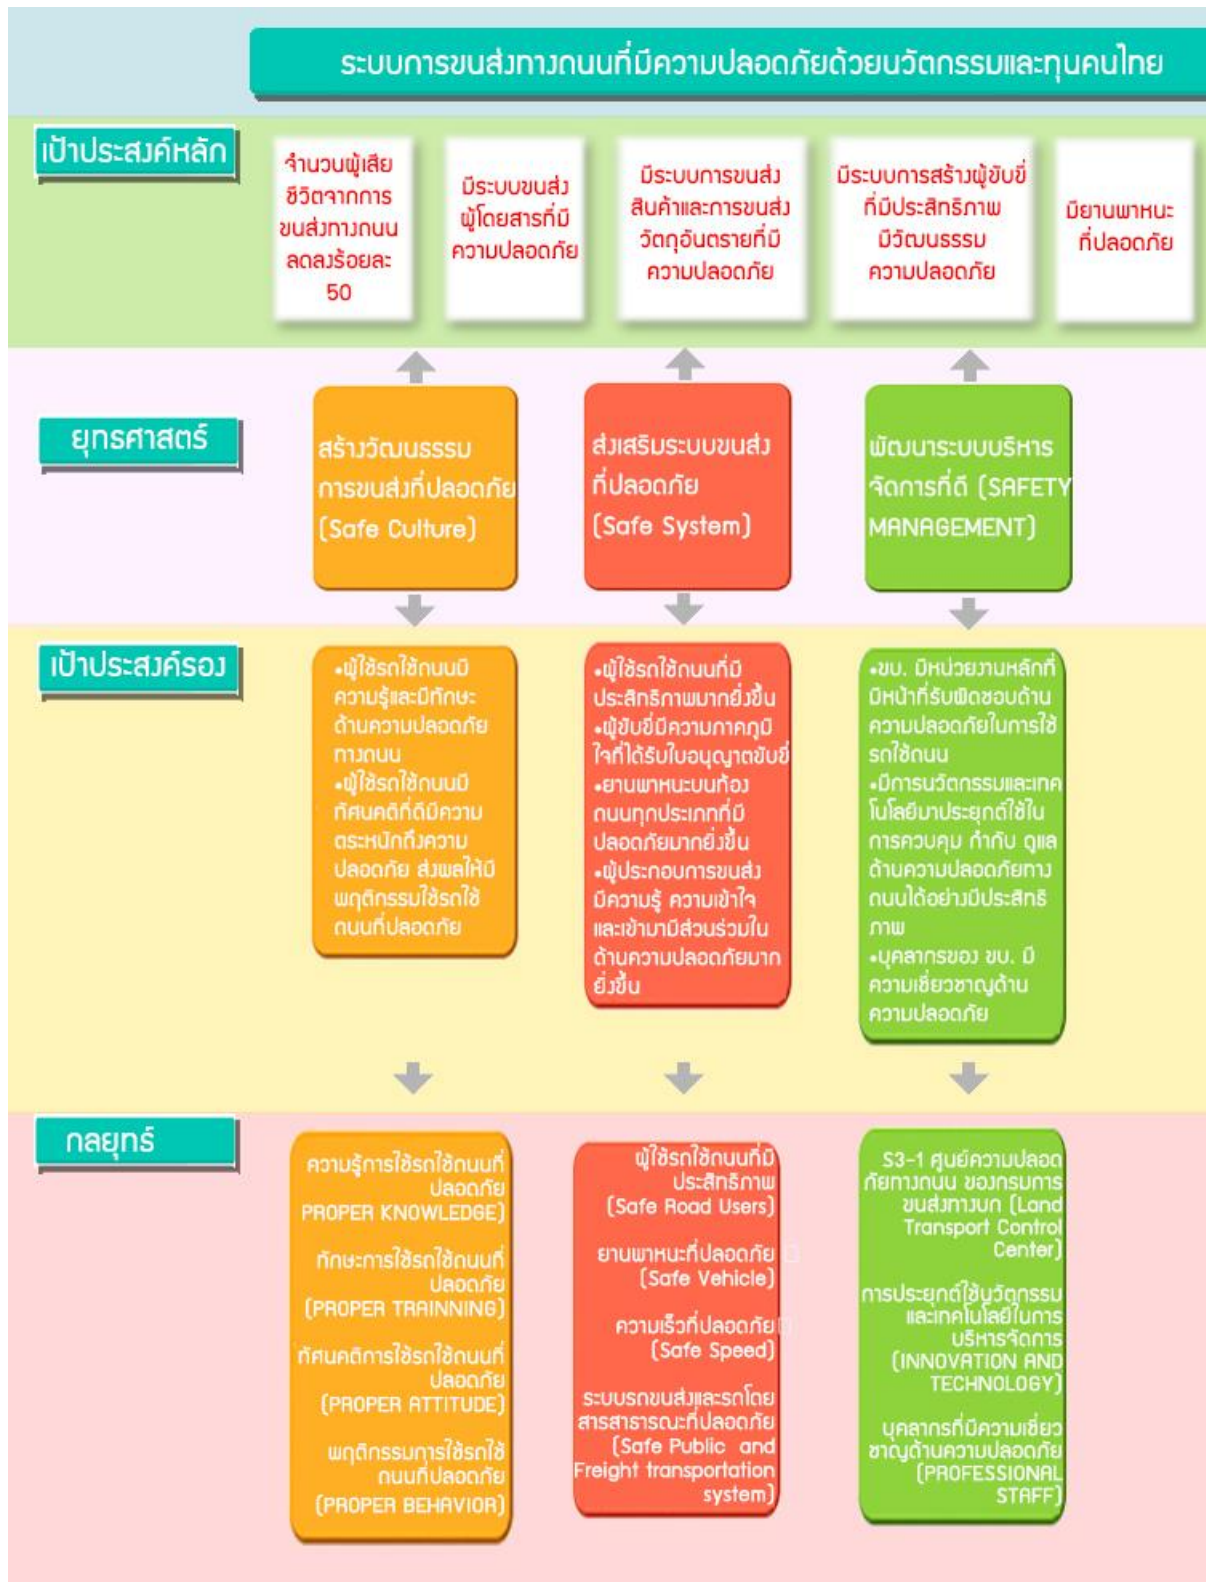 ระบบการขนส่งทางถนนที่มีความปลอดภัยด้วยนวัตกรรมและทุนคนไทย
เป้าประสงค์หลัก
จำนวนผู้เสีย
ชีวิตจากการ
ขนส่งทางถนน
ลดลงร้อยละ
50
มีระบบขนส่ง
ผู้โดยสารที่มี
ความปลอดภัย
มีระบบการขนส่ง
สินค้าและการขนส่ง
วัตถุอันตรายที่มี
ความปลอดภัย
มีระบบการสร้างผู้ขับขี่
ที่มีประสิทธิภาพ
มีวัฒนธรรม
ความปลอดภัย
มียานพาหนะ
ที่ปลอดภัย
ยุทธศาสตร์
สร้างวัฒนธรรม
การขนส่งที่ปลอดภัย
(Safe Culture)
ส่งเสริมระบบขนส่ง
ที่ปลอดภัย
(Safe System)
พัฒนาระบบบริหาร
จัดการที่ดี (SAFETY
MANAGEMENT)
เป้าประสงค์รอง
•ผู้ใช้รถใช้ถนนมี
ความรู้และมีทักษะ
ด้านความปลอดภัย
ทางถนน
•ผู้ใช้รถใช้ถนนมี
ทัศนคติที่ดีมีความ
ตระหนักถึงความ
ปลอดภัย ส่งผลให้มี
พฤติกรรมใช้รถใช้
ถนนที่ปลอดภัย
•ผู้ใช้รถใช้ถนนที่มี
ประสิทธิภาพมากยิ่งขึ้น
•ผู้ขับขี่มีความภาคภูมิ
ใจที่ได้รับใบอนุญาตขับขี่
•ยานพาหนะบนท้อง
ถนนทุกประเภทที่มี
ปลอดภัยมากยิ่งขึ้น
•ผู้ประกอบการขนส่ง
มีความรู้ ความเข้าใจ
และเข้ามามีส่วนร่วมใน
ด้านความปลอดภัยมาก
ยิ่งขึ้น
•ขบ. มีหน่วยงานหลักที่
มีหน้าที่รับผิดชอบด้าน
ความปลอดภัยในการใช้
รถใช้ถนน
•มีการนวัตกรรมและเทค
โนโลยีมาประยุกต์ใช้ใน
การควบคุม กำกับ ดูแล
ด้านความปลอดภัยทาง
ถนนได้อย่างมีประสิทธิ
ภาพ
•บุคลากรของ ขบ. มี
ความเชี่ยวชาญด้าน
ความปลอดภัย
กลยุทธ์
ความรู้การใช้รถใช้ถนนที่
ปลอดภัย
PROPER KNOWLEDGE)
ทักษะการใช้รถใช้ถนนที่
ปลอดภัย
(PROPER TRAINNING)
ทัศนคติการใช้รถใช้ถนนที่
ปลอดภัย
(PROPER ATTITUDE)
พฤติกรรมการใช้รถใช้
ถนนที่ปลอดภัย
(PROPER BEHAVIOR)
ผู้ใช้รถใช้ถนนที่มี
ประสิทธิภาพ
(Safe Road Users)
ยานพาหนะที่ปลอดภัย
(Safe Vehicle)
ความเร็วที่ปลอดภัย
(Safe Speed)
ระบบรถขนส่งและรถโดย
สารสาธารณะที่ปลอดภัย
(Safe Public and
Freight transportation
system)
S3-1 ศูนย์ความปลอด
ภัยทางถนน ของกรมการ
ขนส่งทางบก (Land
Transport Control
Center)
การประยุกต์ใช้นวัตกรรม
และเทคโนโลยีในการ
บริหารจัดการ
(INNOVATION AND
TECHNOLOGY)
บุคลากรที่มีความเชี่ยว
ชาญด้านความปลอดภัย
(PROFESSIONAL
STAFF)